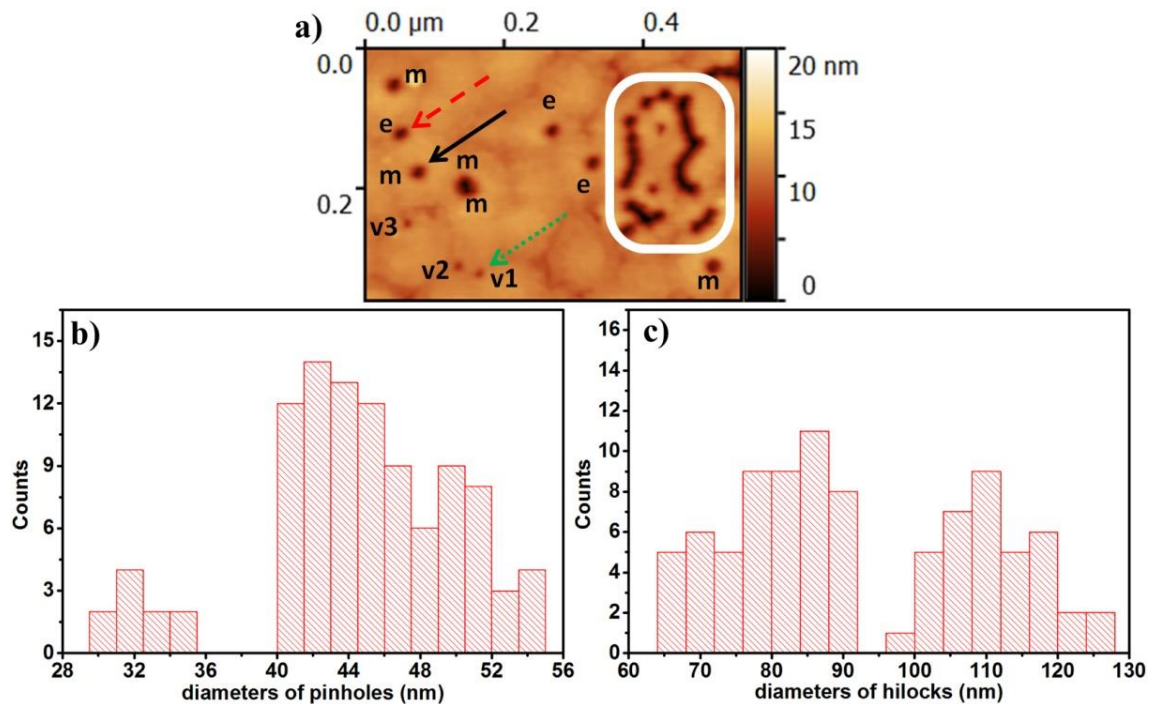 a)
0.0 µm 0.2 0.4
0.0
0.2
m
e
m
m
m
e
e
v3
v2
v1
m
20 nm
15
10
5
0
b)
15
12
9
6
3
0
Counts
28 32 36 40 44 48 52 56
diameters of pinholes (nm)
c)
16
14
12
10
8
6
4
2
0
Counts
60 70 80 90 100 110 120 130
diameters of hilocks (nm)